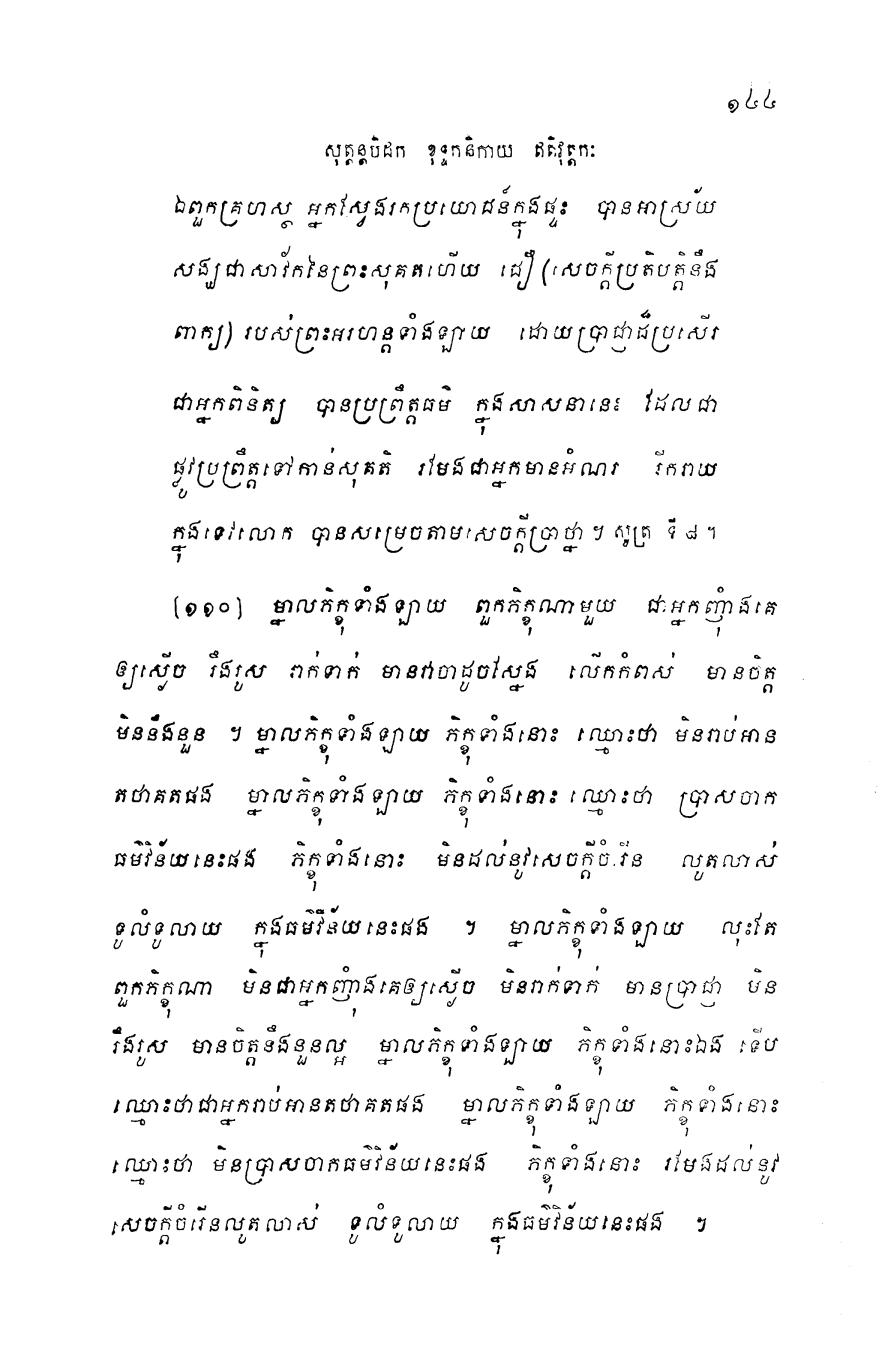 ១៤៤
សុត្តន្តបិដក ខុទ្ទកនិកាយ ឥតិវុត្តកៈ
ឯពួកគ្រហស្ថ អ្នកស្វែងរកប្រយោជន៍ក្នុងផ្ទះ បានអាស្រ័យ
សង្ឃជាសាវ័កនៃព្រះសុគតហើយ ជឿ (សេចក្តីប្រតិបត្តិនឹង
ពាក្យ) របស់ព្រះអរហន្តទាំងឡាយ ដោយប្រាជ្ញាដ៏ប្រសើរ
ជាអ្នកពិនិត្យ បានប្រព្រឹត្តធម៌ ក្នុងសាសនានេះ ដែលជា
ផ្លូវប្រព្រឹត្តទៅកាន់សុគតិ រមែងជាអ្នកមានអំណរ រីករាយ
ក្នុងទេវលោក បានសម្រេចតាមសេចក្តីប្រាថ្នា ។ សូត្រ ទី ៨ ។
(១១០) ម្នាលភិក្ខុទាំងឡាយ ពួកភិក្ខុណាមួយ ជាអ្នកញុំាងគេ
ឲ្យស្ញើច រឹងរូស រាក់ទាក់ មានវាចាដូចស្នែង លើកកំពស់ មានចិត្ត
មិននឹងនួន ។ ម្នាលភិក្ខុទាំងឡាយ ភិក្ខុទាំងនោះ ឈ្មោះថា មិនរាប់អាន
តថាគតផង ម្នាលភិក្ខុទាំងឡាយ ភិក្ខុទាំងនោះ ឈ្មោះថា ប្រាសចាក
ធម៌វិន័យនេះផង ភិក្ខុទាំងនោះ មិនដល់នូវសេចក្តីចំរើន លូតលាស់
ទូលំទូលាយ ក្នុងធម៌វិន័យនេះផង ។ ម្នាលភិក្ខុទាំងឡាយ លុះតែ
ពួកភិក្ខុណា មិនជាអ្នកញុំាងគេឲ្យស្ញើច មិនរាក់ទាក់ មានប្រាជ្ញា មិន
រឹងរូស មានចិត្តនឹងនួនល្អ ម្នាលភិក្ខុទាំងឡាយ ភិក្ខុទាំងនោះឯង ទើប
ឈ្មោះថាជាអ្នករាប់អានតថាគតផង ម្នាលភិក្ខុទាំងឡាយ ភិក្ខុទាំងនោះ
ឈ្មោះថា មិនប្រាសចាកធម៌វិន័យនេះផង ភិក្ខុទាំងនោះ រមែងដល់នូវ
សេចក្តីចំរើនលូតលាស់ ទូលំទូលាយ ក្នុងធម៌វិន័យនេះផង ។